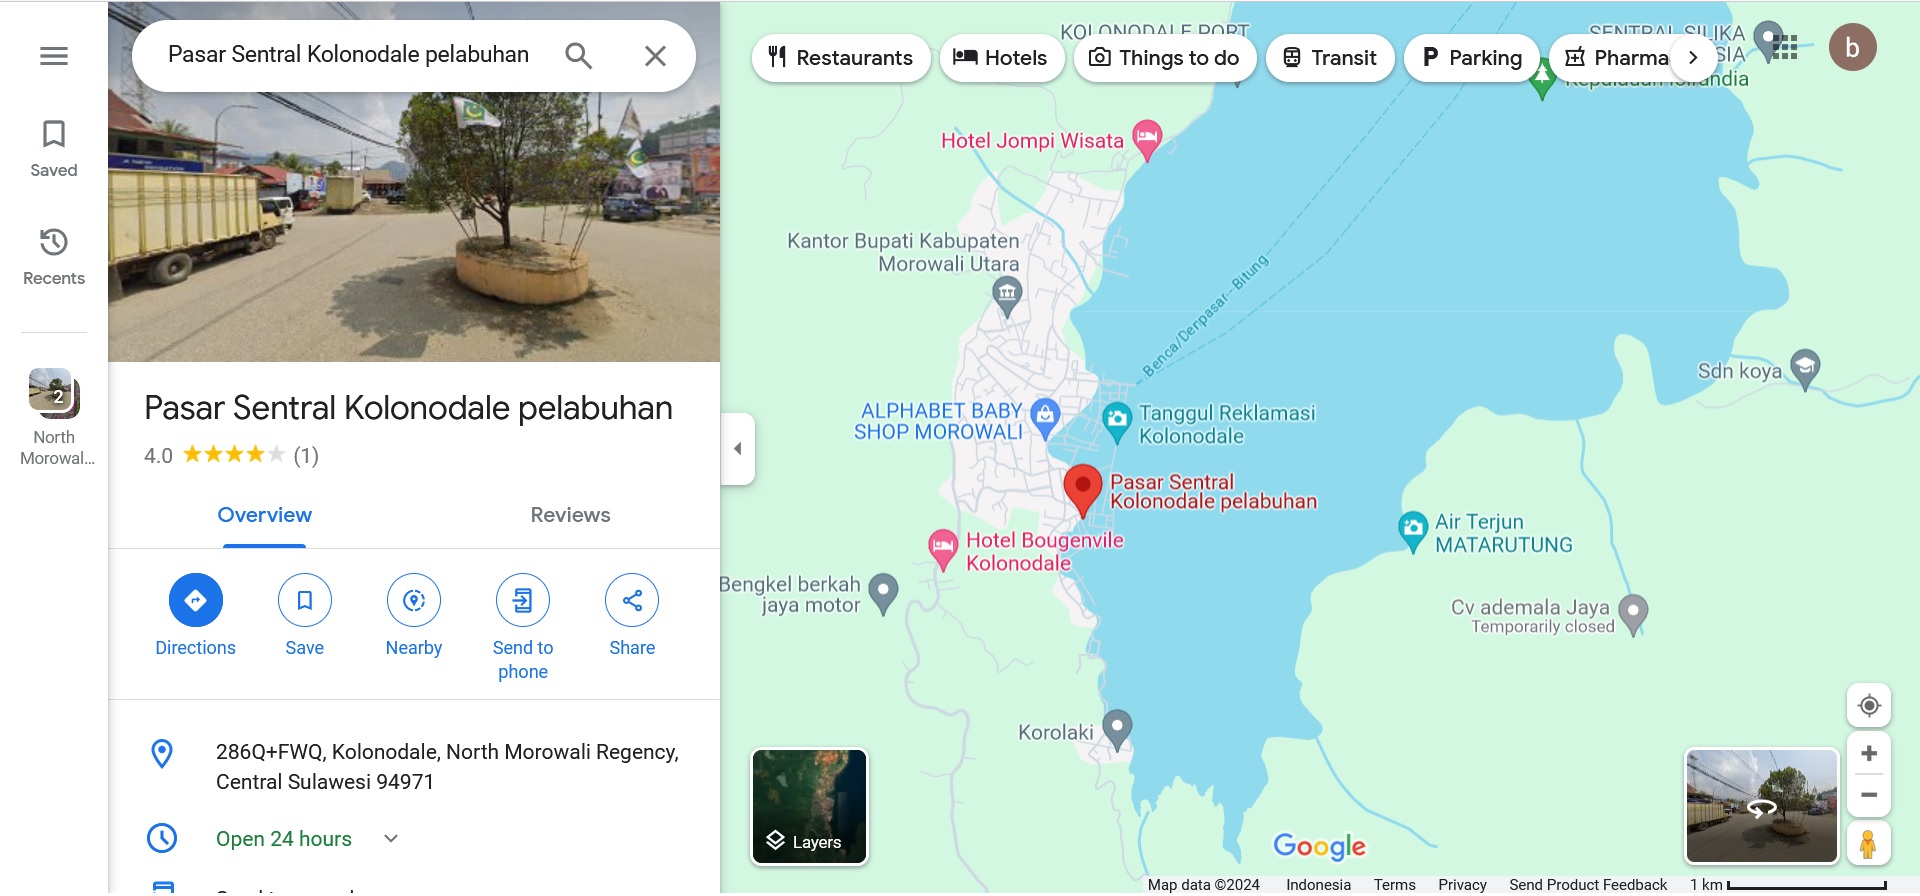 Pasar Sentral Kolonodale pelabuhan
Saved
Recents
2
North
Morowal...
Pasar Sentral Kolonodale pelabuhan
4.0 (1)
Overview
Reviews
Directions
Save
Nearby
Send to
phone
Share
286Q+FWQ, Kolonodale, North Morowali Regency,
Central Sulawesi 94971
Open 24 hours
KOLONODALE PORT
SENTRAL SILIKA
Restaurants
Hotels
Things to do
Transit
Parking
Pharma
b
Hotel Jompi Wisata
Kantor Bupati Kabupaten
Morowali Utara
Benca/Denpasar - Bitung
Sdn koya
ALPHABET BABY
SHOP MOROWALI
Tanggul Reklamasi
Kolonodale
Pasar Sentral
Kolonodale pelabuhan
Air Terjun
MATARUTUNG
Hotel Bougenvile
Kolonodale
Bengkel berkah
jaya motor
Cv ademala Jaya
Temporarily closed
Korolaki
Layers
Google
Map data ©2024
Indonesia
Terms
Privacy
Send Product Feedback
1 km